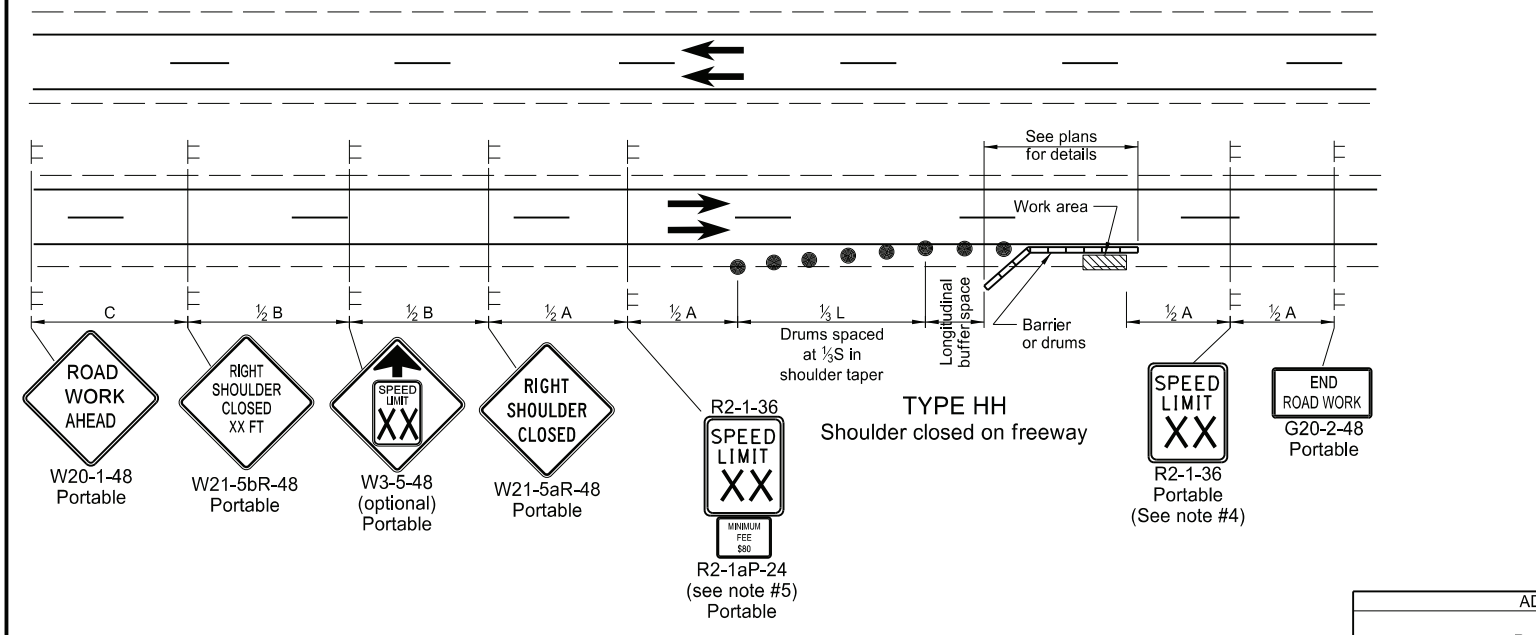 See plans
for details
Work area
C
½ B
½ B
½ A
½ A
⅓ L
½ A
½ A
Drums spaced
at ⅓S in
shoulder taper
Longitudinal
buffer space
Barrier
or drums
ROAD
WORK
AHEAD
W20-1-48
Portable
RIGHT
SHOULDER
CLOSED
XX FT
W21-5bR-48
Portable
SPEED
LIMIT
XX
W3-5-48
(optional)
Portable
RIGHT
SHOULDER
CLOSED
W21-5aR-48
Portable
R2-1-36
SPEED
LIMIT
XX
MINIMUM
FEE
$80
R2-1aP-24
(see note #5)
Portable
TYPE HH
Shoulder closed on freeway
SPEED
LIMIT
XX
R2-1-36
Portable
(See note #4)
END
ROAD WORK
G20-2-48
Portable